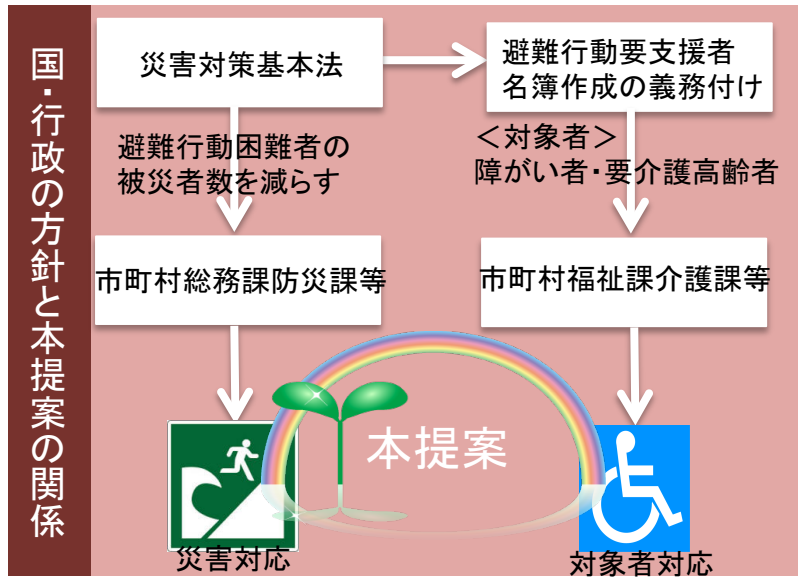 国・行政の方針と本提案の関係
災害対策基本法
避難行動要支援者
名簿作成の義務付け
避難行動困難者の
被災者数を減らす
＜対象者＞
障がい者・要介護高齢者
市町村総務課防災課等
市町村福祉課介護課等
本提案
災害対応
対象者対応